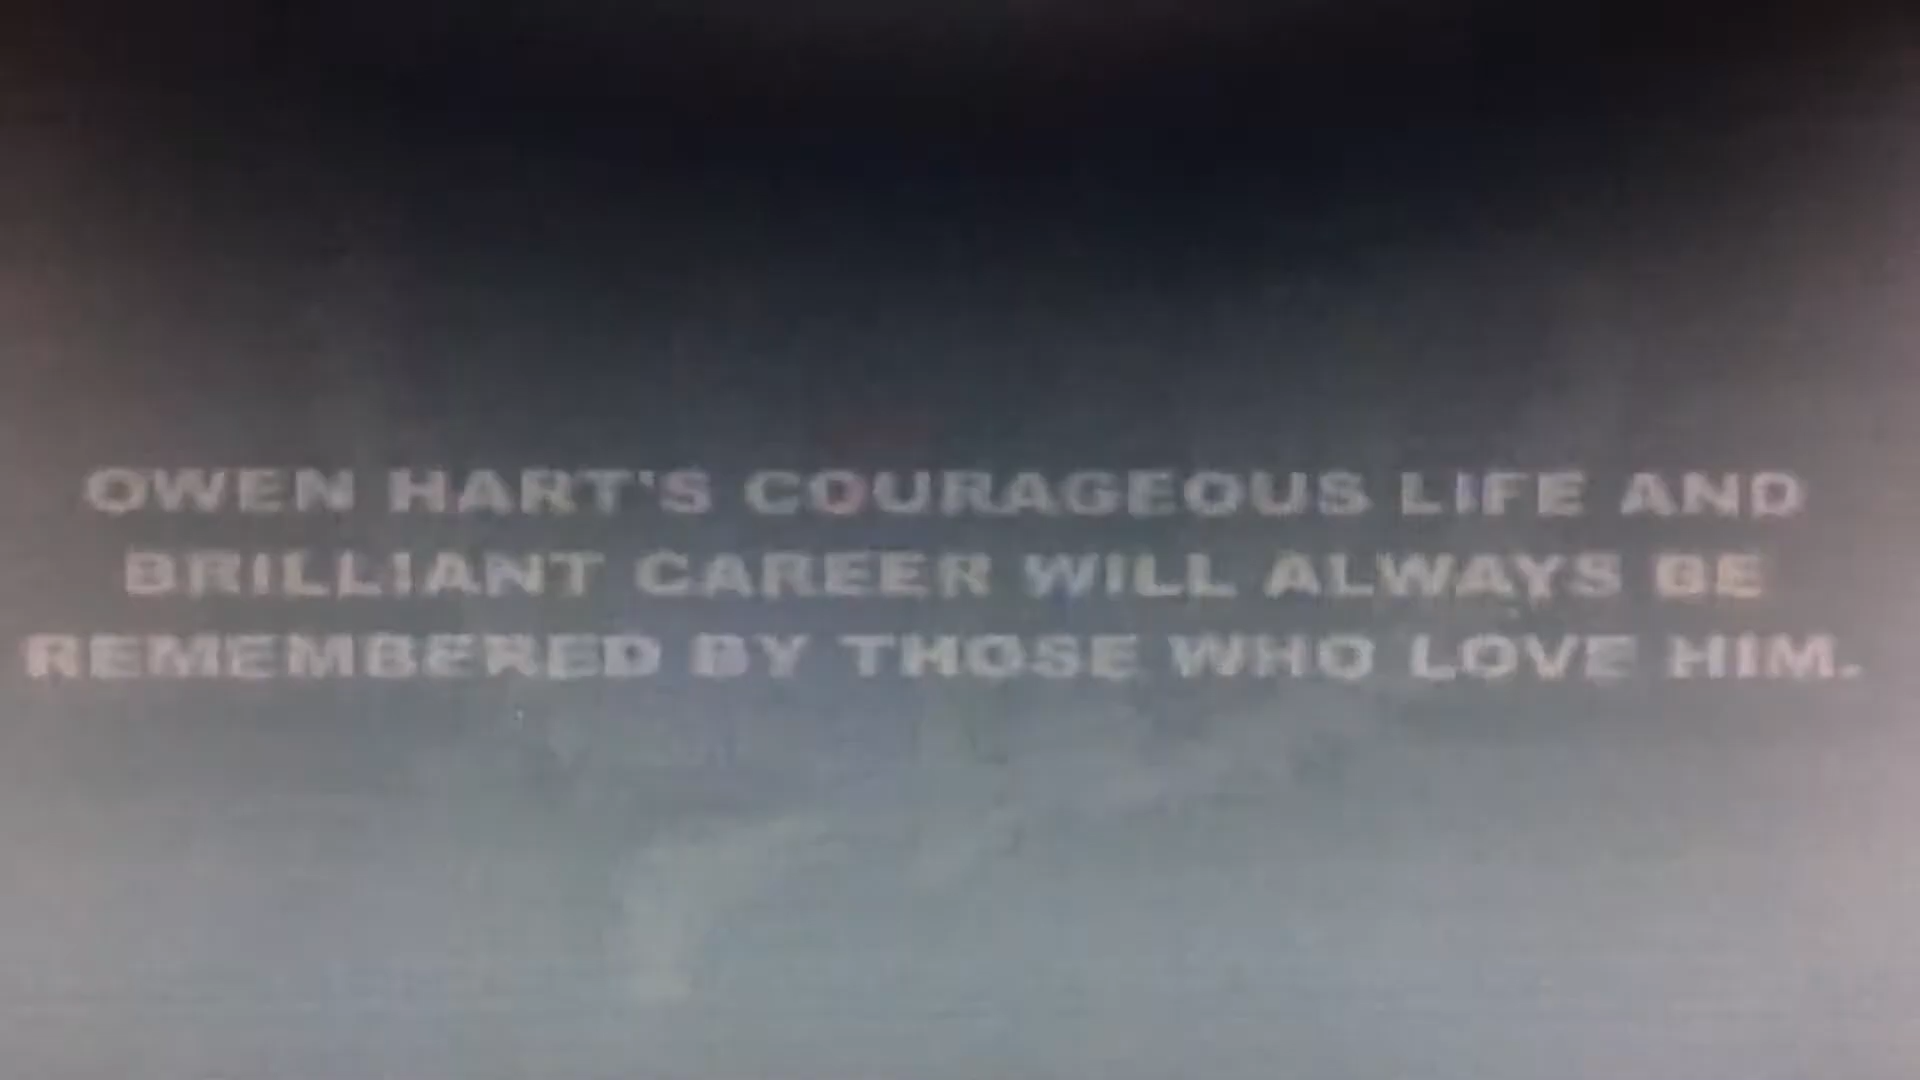 OWEN HART'S COURAGEOUS LIFE AND
BRILLIANT CAREER WILL ALWAYS BE
REMEMBERED BY THOSE WHO LOVE HIM.